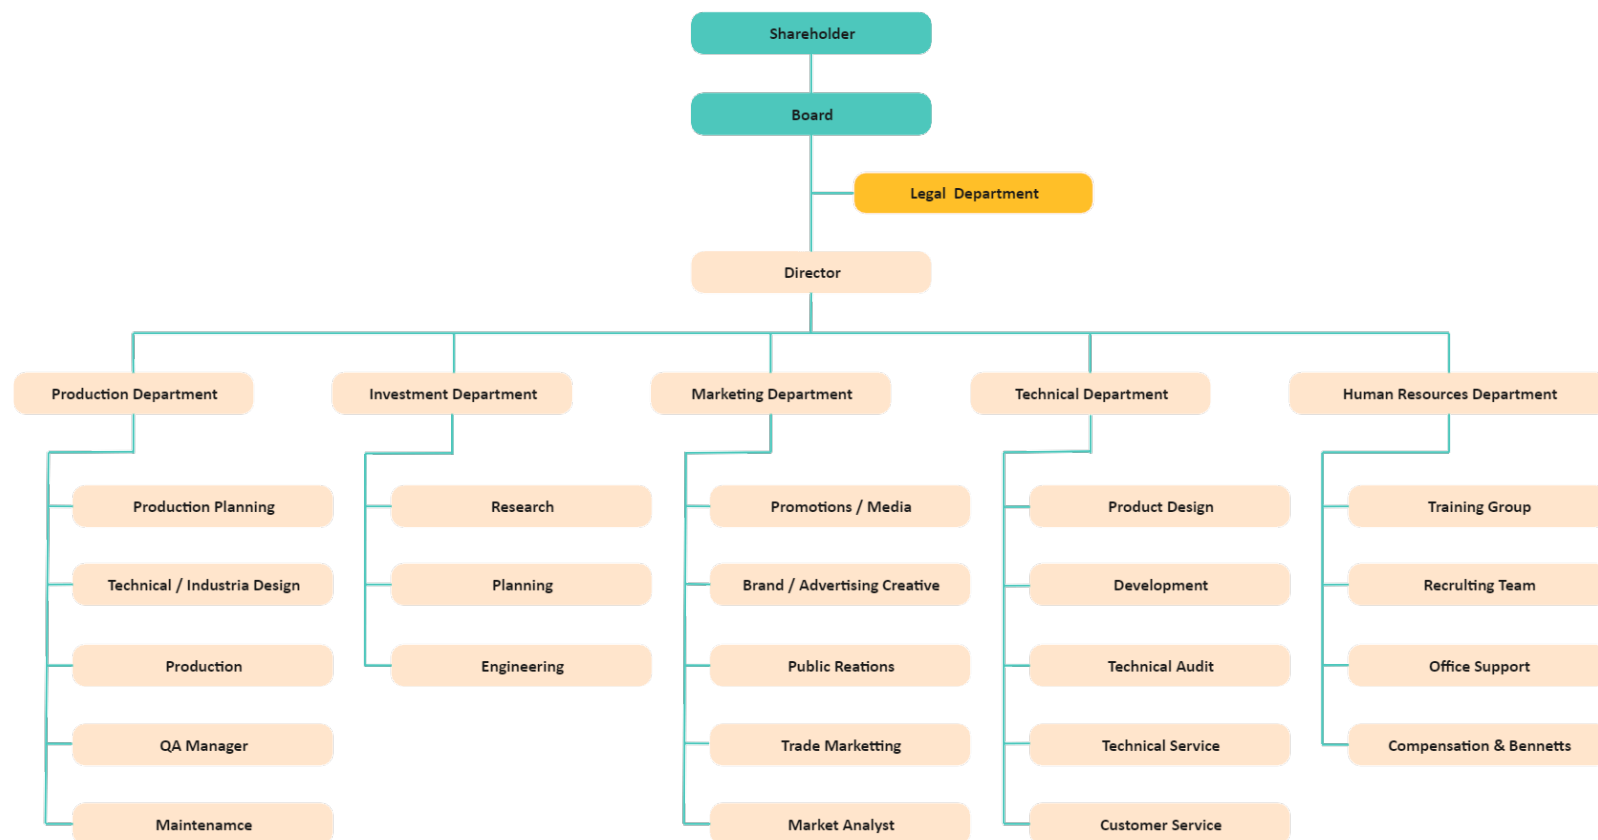 Shareholder
Board
Legal  Department
Director
Production Department
Investment Department
Marketing Department
Technical Department
Human Resources Department
Production Planning
Research
Promotions / Media
Product Design
Training Group
Technical / Industria Design
Planning
Brand / Advertising Creative
Development
Recrulting Team
Production
Engineering
Public Reations
Technical Audit
Office Support
QA Manager
Trade Marketting
Technical Service
Compensation & Bennetts
Maintenamce
Market Analyst
Customer Service